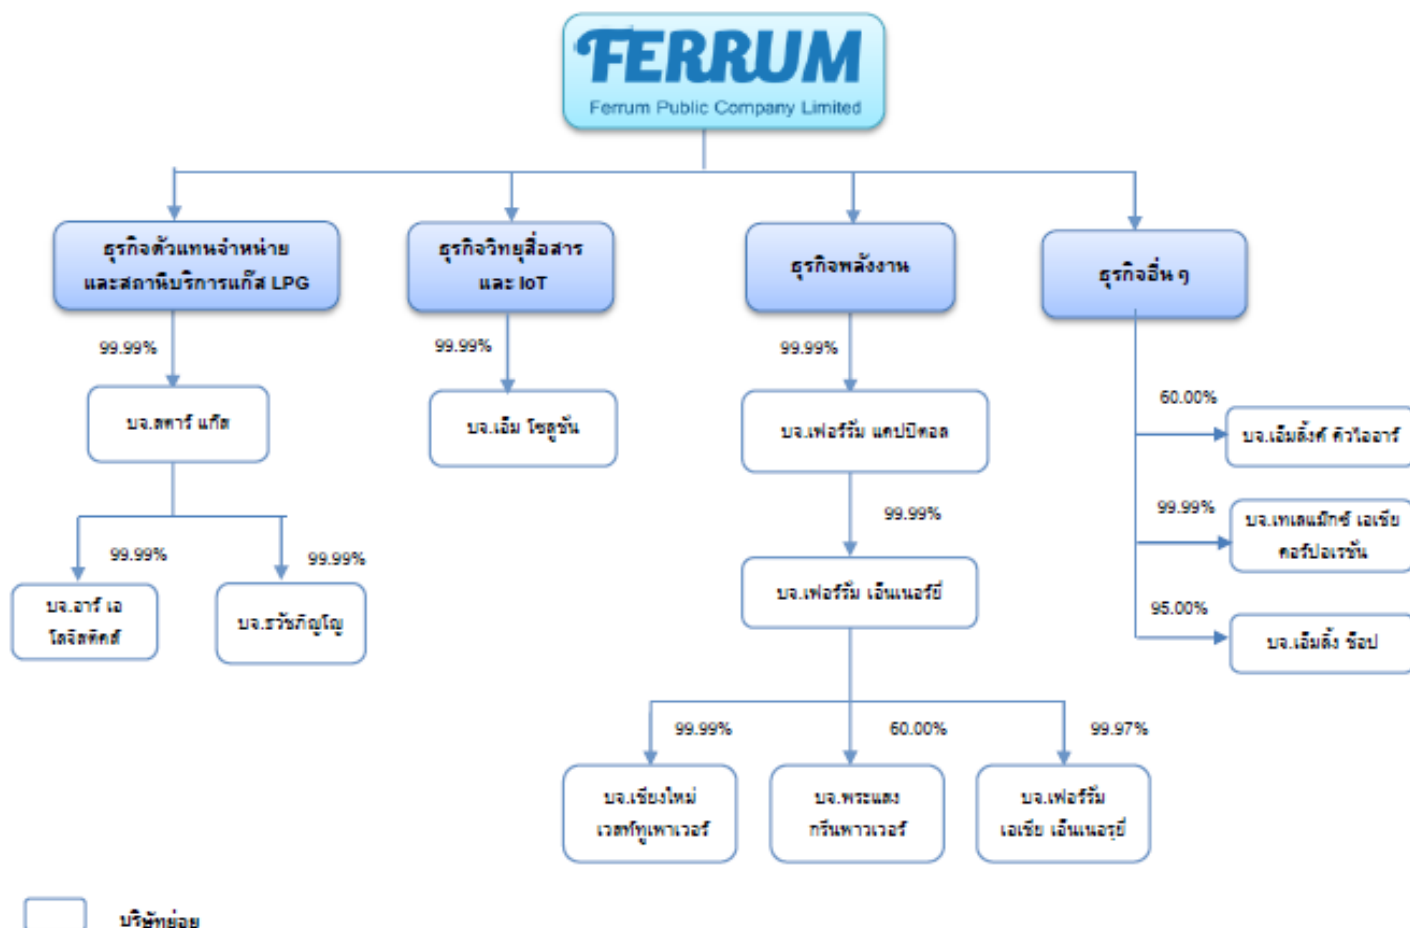 FERRUM
Ferrum Public Company Limited
ธุรกิจตัวแทนจำหน่าย
และสถานีบริการแก๊ส LPG
ธุรกิจวิทยุสื่อสาร
และ IoT
ธุรกิจพลังงาน
ธุรกิจอื่น ๆ
99.99%
99.99%
99.99%
บจ.สตาร์ แก๊ส
บจ.เอ็ม โซลูชั่น
บจ.เฟอร์รั่ม แคปปิตอล
60.00%
บจ.เอ็มลิ้งค์ คิวไออาร์
99.99%
99.99%
99.99%
99.99%
บจ.เทเลแม๊กซ์ เอเชีย
คอร์ปอเรชั่น
บจ.อาร์ เอ
โลจิสติคส์
บจ.ธวัชภิญโญ
บจ.เฟอร์รั่ม เอ็นเนอร์ยี่
95.00%
บจ.เอ็มลิ้ง ช็อป
99.99%
60.00%
99.97%
บจ.เชียงใหม่
เวสท์ทูเพาเวอร์
บจ.พระแสง
กรีนพาวเวอร์
บจ.เฟอร์รั่ม
เอเชีย เอ็นเนอรยี่
บริษัทย่อย